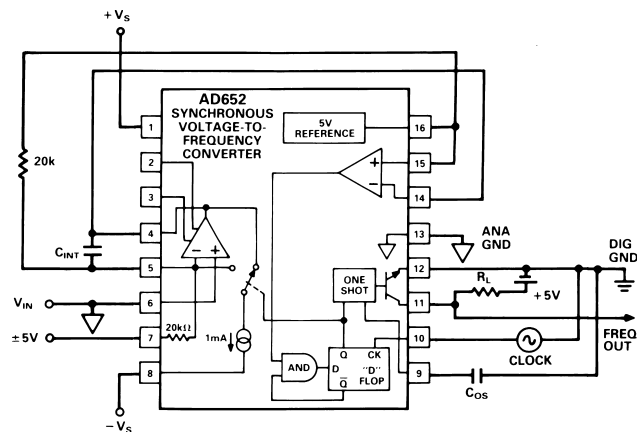 + VS
AD652
SYNCHRONOUS
VOLTAGE-TO-
FREQUENCY
CONVERTER
5V
REFERENCE
1
2
3
4
5
6
7
8
16
15
14
13
12
11
10
9
20k
CINT
VIN
±5V
− VS
20kΩ
1mA
+
−
−
+
ANA
GND
DIG
GND
RL
+ 5V
ONE
SHOT
FREQ
OUT
CLOCK
AND
Q
CK
D
"D"
FLOP
Q̅
COS